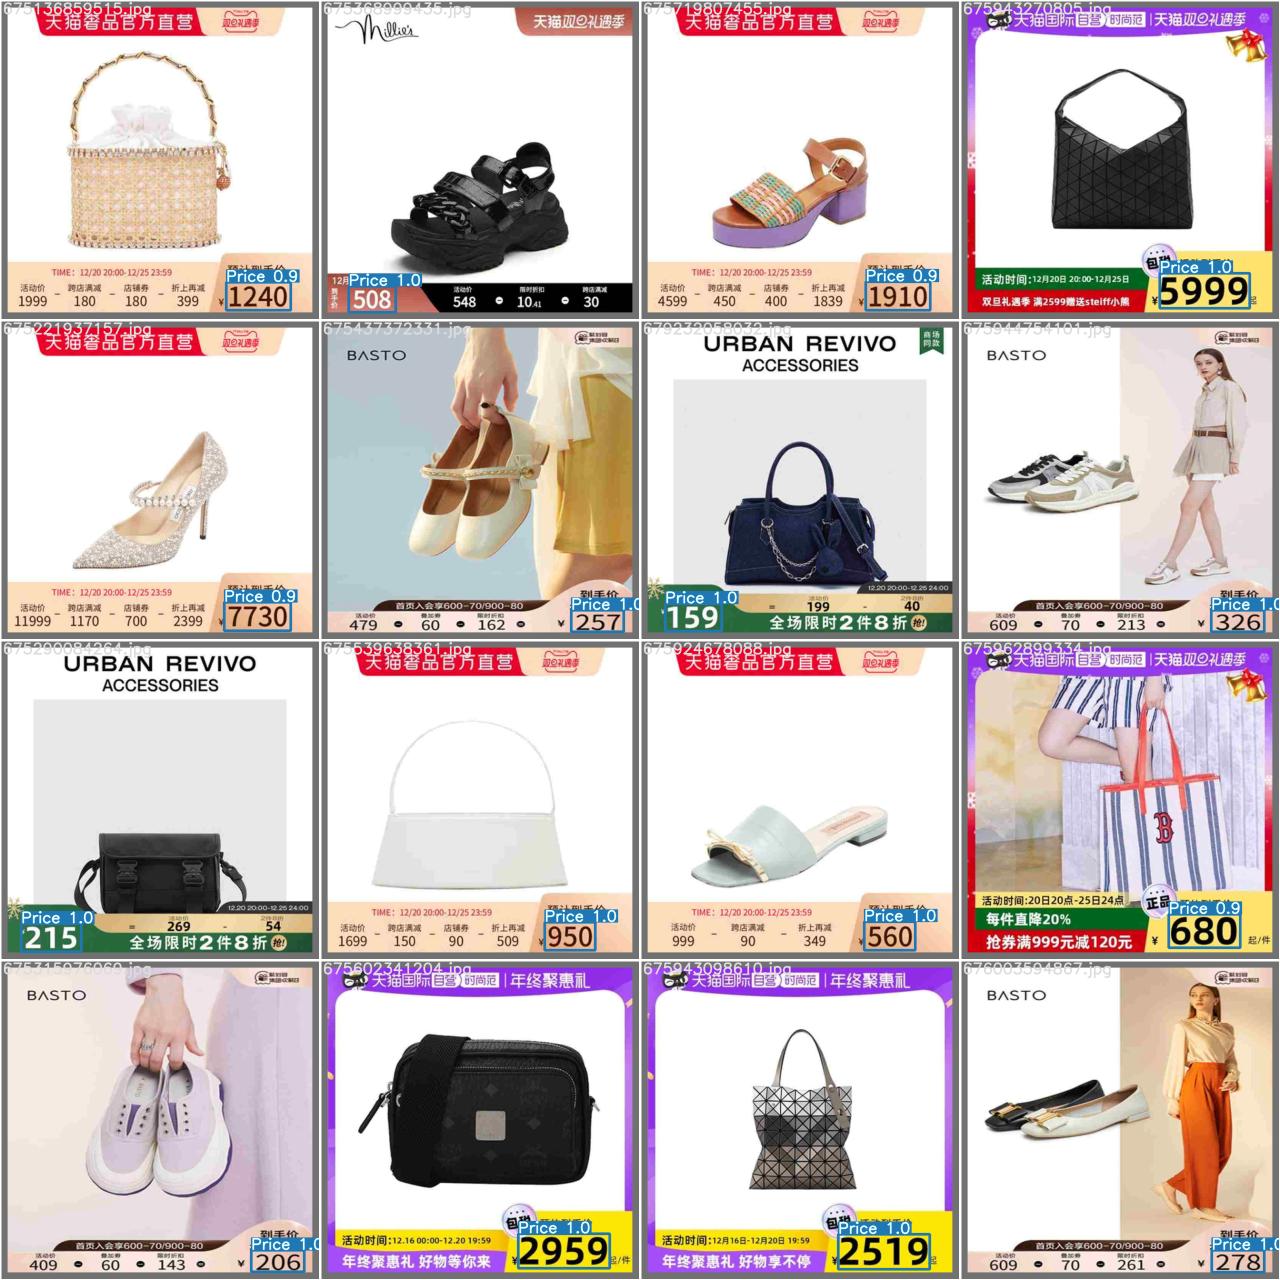 675136859515.jpg
天猫奢品官方直营
TIME: 12/20 20:00-12/25 23:59
预计到手价
Price 0.9
活动价 跨店满减 店铺券 折上再减
1999 - 180 - 180 - 399
¥1240
675368999435.jpg
Millie's
天猫双旦礼遇季
12月
Price 1.0
到手价
508
活动价 限时折扣 跨店满减
548 - 10.41 - 30
675719807455.jpg
天猫奢品官方直营
TIME: 12/20 20:00-12/25 23:59
预计到手价
Price 0.9
活动价 跨店满减 店铺券 折上再减
4599 - 450 - 400 - 1839
¥1910
675943270805.jpg
天猫国际 自营 时尚范 天猫双旦礼遇季
包税
Price 1.0
活动时间:12月20日 20:00-12月25日
双旦礼遇季 满2599赠送steiff小熊
¥5999
675221937157.jpg
天猫奢品官方直营
TIME: 12/20 20:00-12/25 23:59
预计到手价
Price 0.9
活动价 跨店满减 店铺券 折上再减
11999 - 1170 - 700 - 2399
¥7730
675437372331.jpg
BASTO
到手价
首页入会享600-70/900-80
Price 1.0
活动价 叠加券 限时折扣
479 - 60 - 162 -
¥257
679232058032.jpg
商场同款
URBAN REVIVO
ACCESSORIES
12.20 20:00-12.25 24:00
Price 1.0
159
=
活动价 2件8折
199 - 40
全场限时2件8折 抢!
675944754101.jpg
BASTO
到手价
首页入会享600-70/900-80
Price 1.0
活动价 叠加券 限时折扣
609 - 70 - 213 -
¥326
675290084264.jpg
URBAN REVIVO
ACCESSORIES
12.20 20:00-12.25 24:00
Price 1.0
215
=
活动价 2件8折
269 - 54
全场限时2件8折 抢!
675539638361.jpg
天猫奢品官方直营
TIME: 12/20 20:00-12/25 23:59
预计到手价
Price 1.0
活动价 跨店满减 店铺券 折上再减
1699 - 150 - 90 - 509
¥950
675924678088.jpg
天猫奢品官方直营
TIME: 12/20 20:00-12/25 23:59
预计到手价
Price 1.0
活动价 跨店满减 折上再减
999 - 90 - 349
¥560
675962899334.jpg
天猫国际 自营 时尚范 天猫双旦礼遇季
B
活动时间:20日20点-25日24点
正品
Price 0.9
每件直降20%
抢券满999元减120元
¥680 起/件
675315976060.jpg
BASTO
到手价
首页入会享600-70/900-80
Price 1.0
活动价 叠加券 限时折扣
409 - 60 - 143 -
¥206
675602341204.jpg
天猫国际 自营 时尚范 年终聚惠礼
包税
Price 1.0
活动时间:12.16 00:00-12.20 19:59
年终聚惠礼 好物等你来
¥2959 起/件
675943098610.jpg
天猫国际 自营 时尚范 年终聚惠礼
包税
Price 1.0
活动时间:12月16日-12月20日 19:59
年终聚惠礼 好物享不停
¥2519
676003594867.jpg
BASTO
到手价
首页入会享600-70/900-80
Price 1.0
活动价 叠加券 限时折扣
609 - 70 - 261 -
¥278